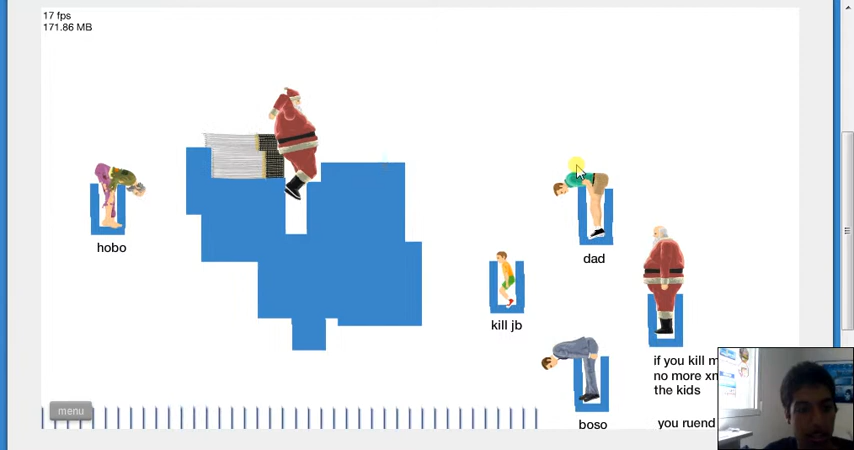 17 fps
171.86 MB
hobo
dad
kill jb
if you kill
no more
the kids
menu
boso
you ruend